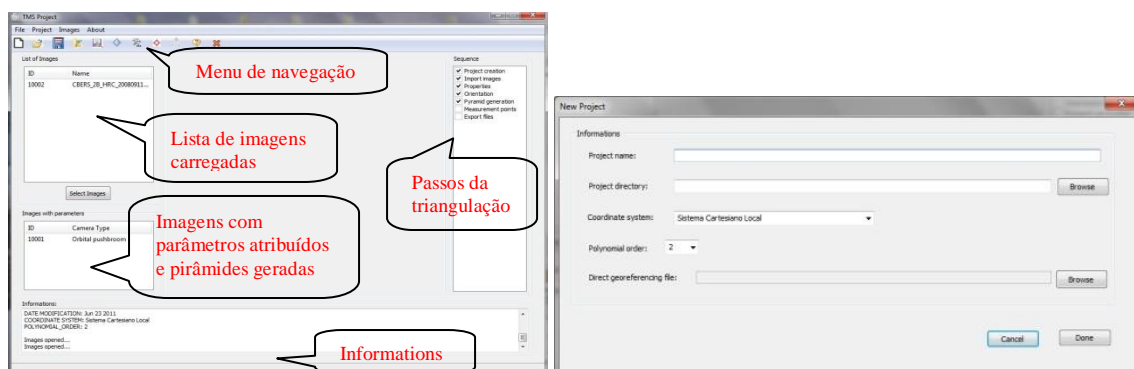 TMS Project
File Project Images About
Menu de navegação
List of Images
ID Name
10002 CBERS_2B_HRC_20080911...
Lista de imagens
carregadas
Select Images
Images with parameters
ID Camera Type
10001 Orbital pushbroom
Imagens com
parâmetros atribuídos
e pirâmides geradas
Sequence
Project creation
Import images
Properties
Orientation
Pyramid generation
Measurement points
Export files
Passos da
triangulação
Informations:
DATE MODIFICATION: Jun 23 2011
COORDINATE SYSTEM: Sistema Cartesiano Local
POLYNOMIAL_ORDER: 2
Images opened...
Images opened...
Informations
New Project
Informations
Project name:
Project directory:
Browse
Coordinate system: Sistema Cartesiano Local
Polynomial order: 2
Direct georeferencing file:
Browse
Cancel
Done